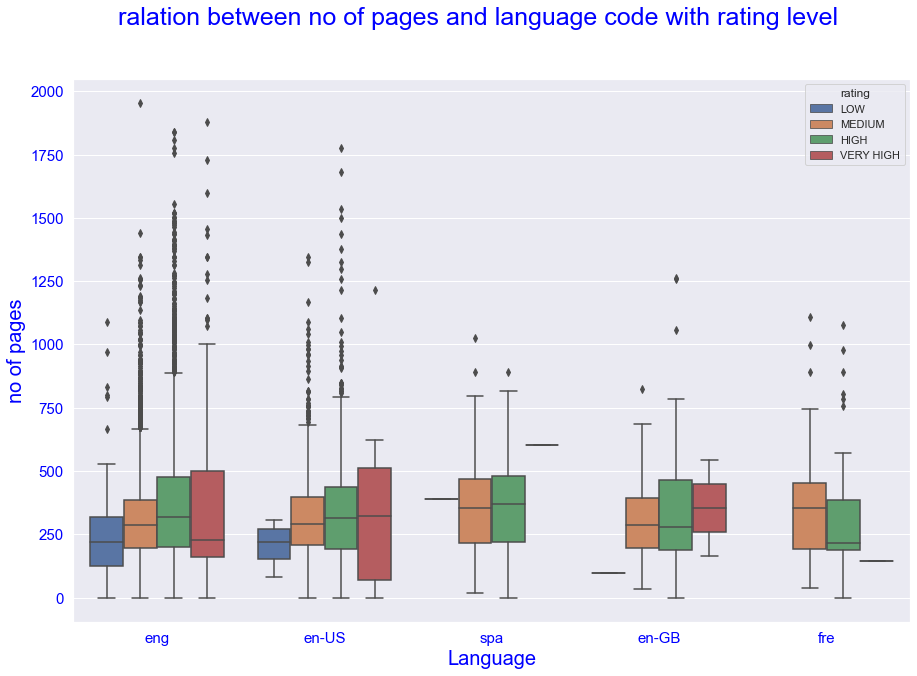 ralation between no of pages and language code with rating level
2000
1750
1500
1250
1000
750
500
250
0
no of pages
rating
LOW
MEDIUM
HIGH
VERY HIGH
eng
en-US
spa
en-GB
fre
Language